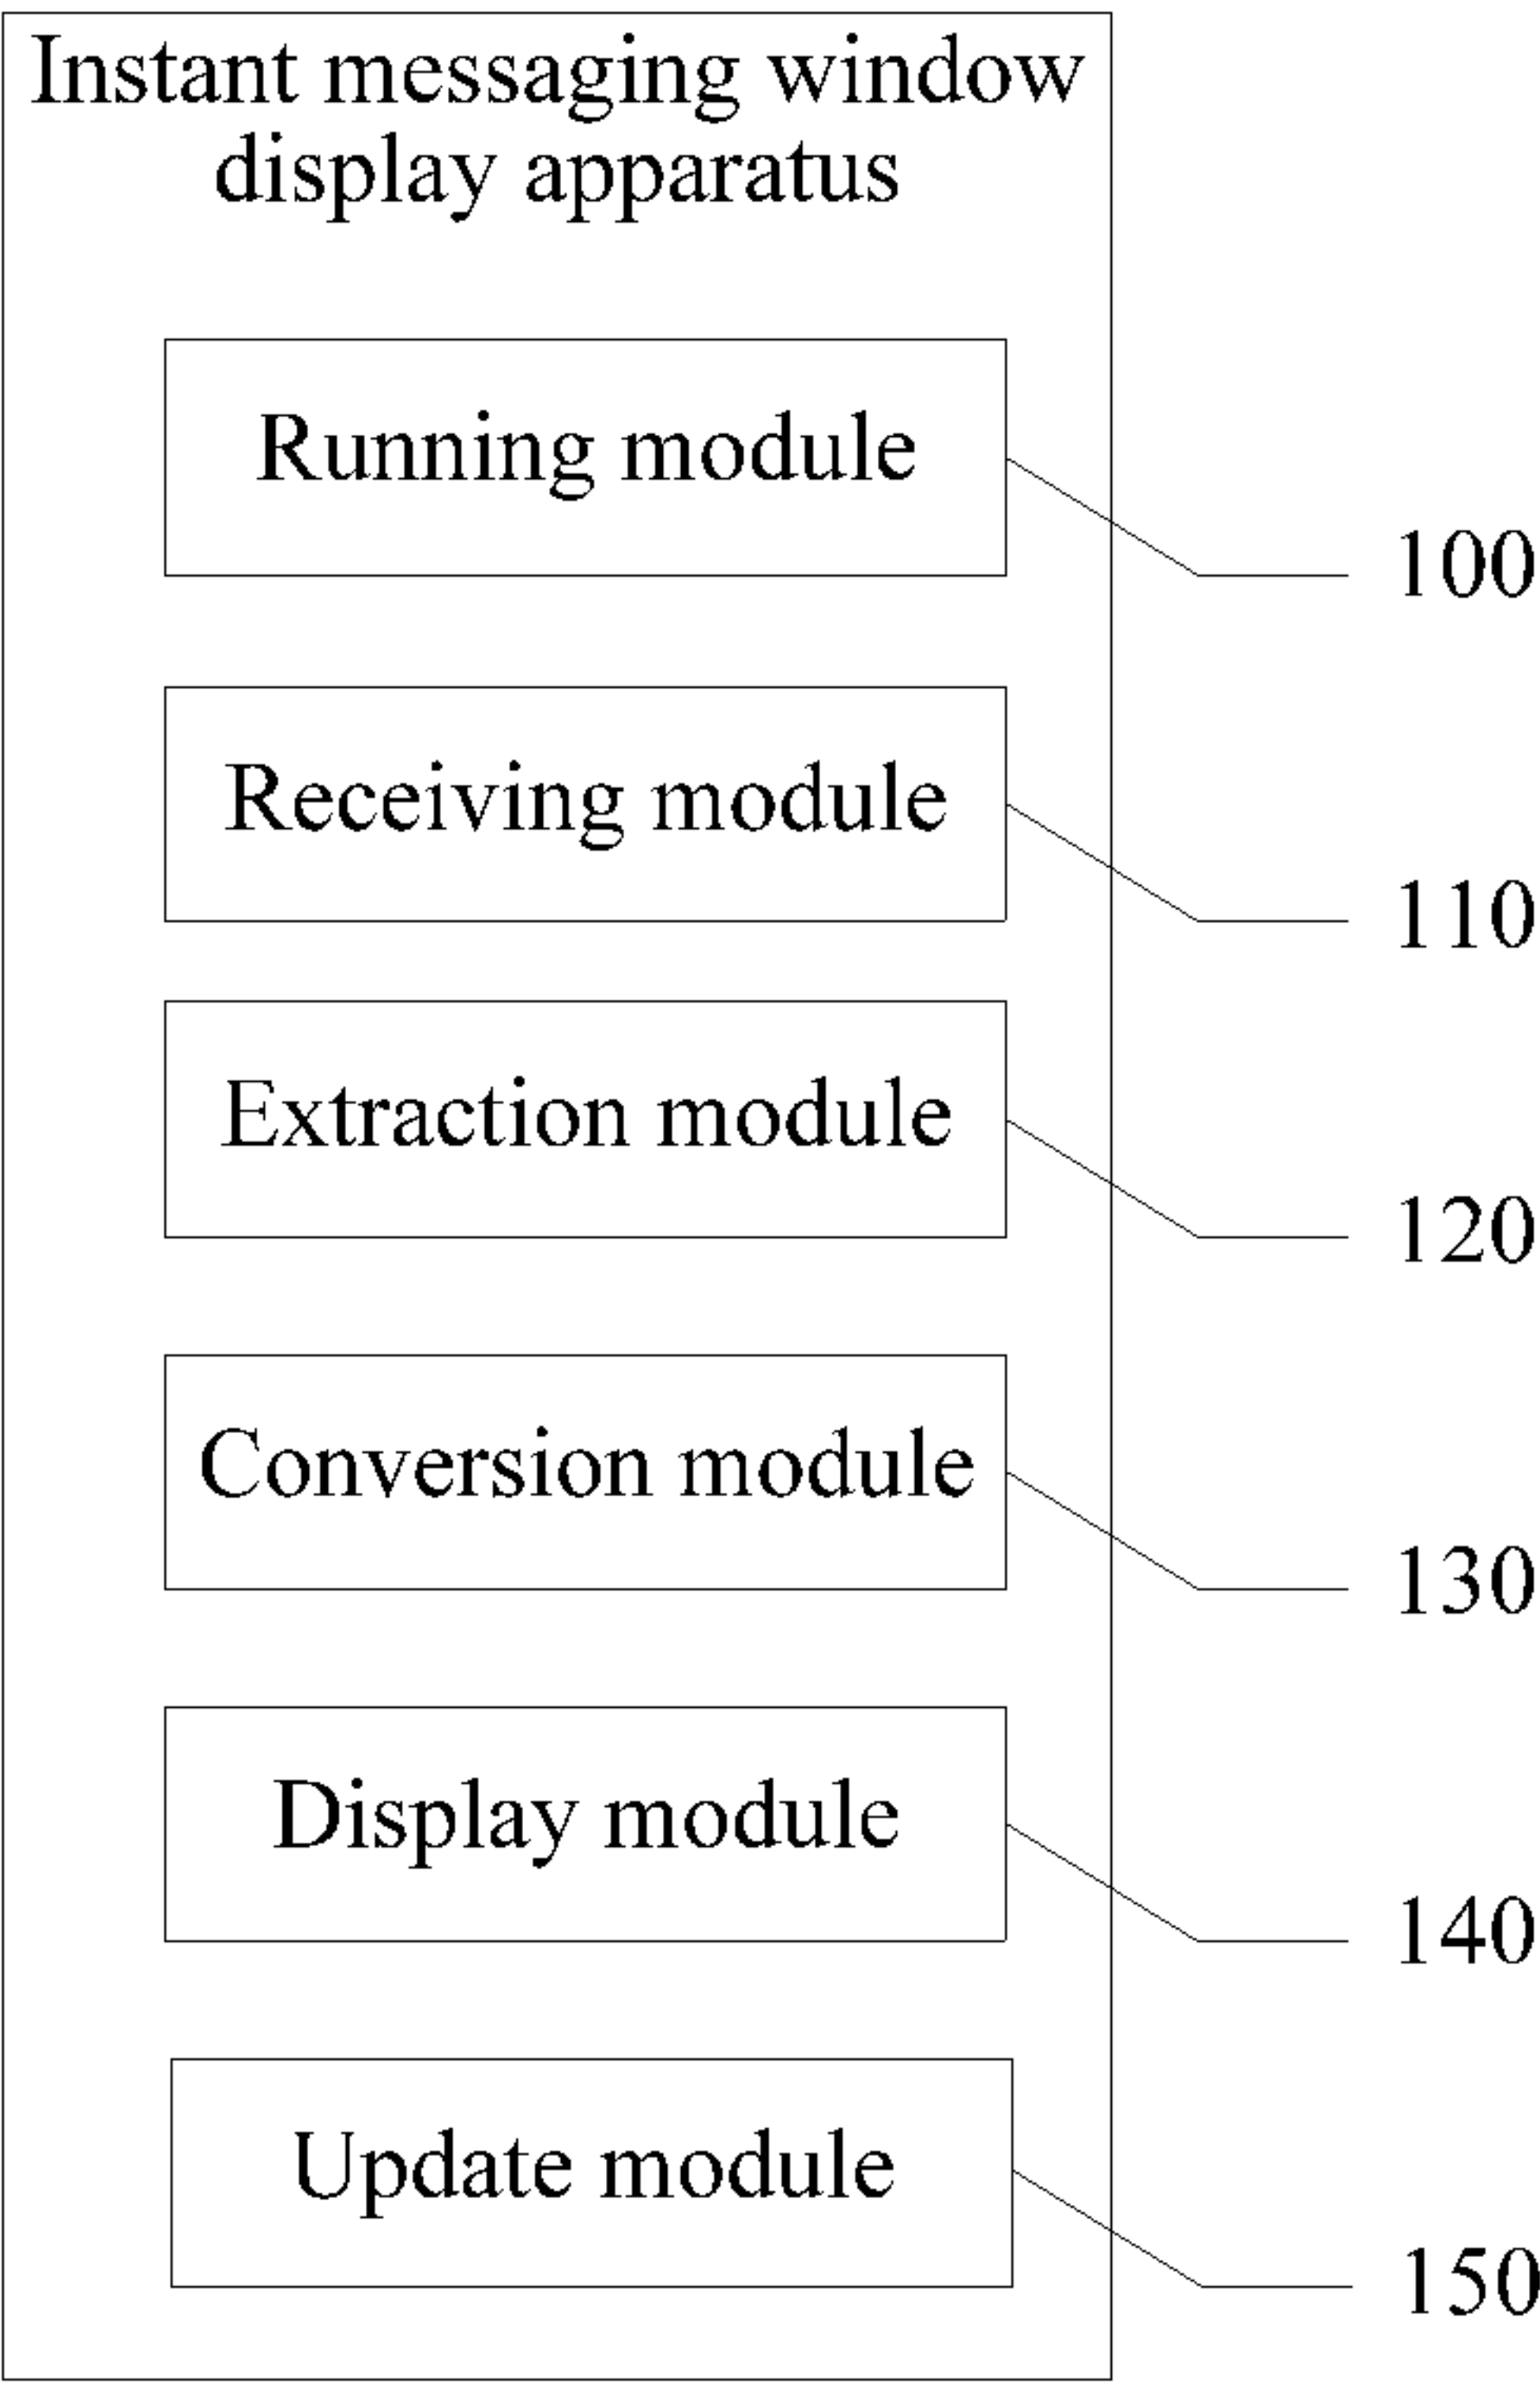 Instant messaging window
display apparatus
Running module
100
Receiving module
110
Extraction module
120
Conversion module
130
Display module
140
Update module
150